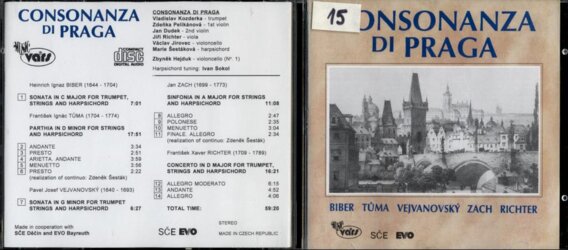 CONSONANZA
DI PRAGA
vars
COMPACT
disc
DIGITAL AUDIO
CONSONANZA DI PRAGA
Vladislav Kozderka - trumpet
Zdeňka Pelikánová - 1st violin
Jan Dudek - 2nd violin
Jiří Richter - viola
Václav Jirovec - violoncello
Marie Šestáková - harpsichord
Zbyněk Hejduk - violoncello (Nº 1)
Harpsichord tuning: Ivan Sokol
Heinrich Ignaz BIBER (1644 - 1704)
1 SONATA IN C MAJOR FOR TRUMPET,
STRINGS AND HARPSICHORD 7:01
František Ignác TŮMA (1704 - 1774)
PARTHIA IN D MINOR FOR STRINGS
AND HARPSICHORD 17:51
2 ANDANTE 3:34
3 PRESTO 2:51
4 ARIETTA. ANDANTE 3:59
5 MENUETTO 3:56
6 PRESTO 2:22
(realization of continuo: Zdeněk Šesták)
Pavel Josef VEJVANOVSKÝ (1640 - 1693)
7 SONATA IN G MINOR FOR TRUMPET
STRINGS AND HARPSICHORD 6:27
Made in cooperation with
SČE Děčín and EVO Bayreuth
Jan ZACH (1699 - 1773)
SINFONIA IN A MAJOR FOR STRINGS
AND HARPSICHORD 11:08
8 ALLEGRO 2:47
9 POLONESE 2:35
10 MENUETTO 3:04
11 FINALE. ALLEGRO 2:34
(realization of continuo: Zdeněk Šesták)
František Xaver RICHTER (1709 - 1789)
CONCERTO IN D MAJOR FOR TRUMPET,
STRINGS AND HARPSICHORD 16:21
12 ALLEGRO MODERATO 6:15
13 ANDANTE 4:52
14 ALLEGRO 4:06
TOTAL TIME: 59:20
SČE EVO
STEREO
MADE IN CZECH REPUBLIC
15
CONSONANZA
DI PRAGA
vars
BIBER TŮMA VEJVANOVSKÝ ZACH RICHTER
SČE EVO